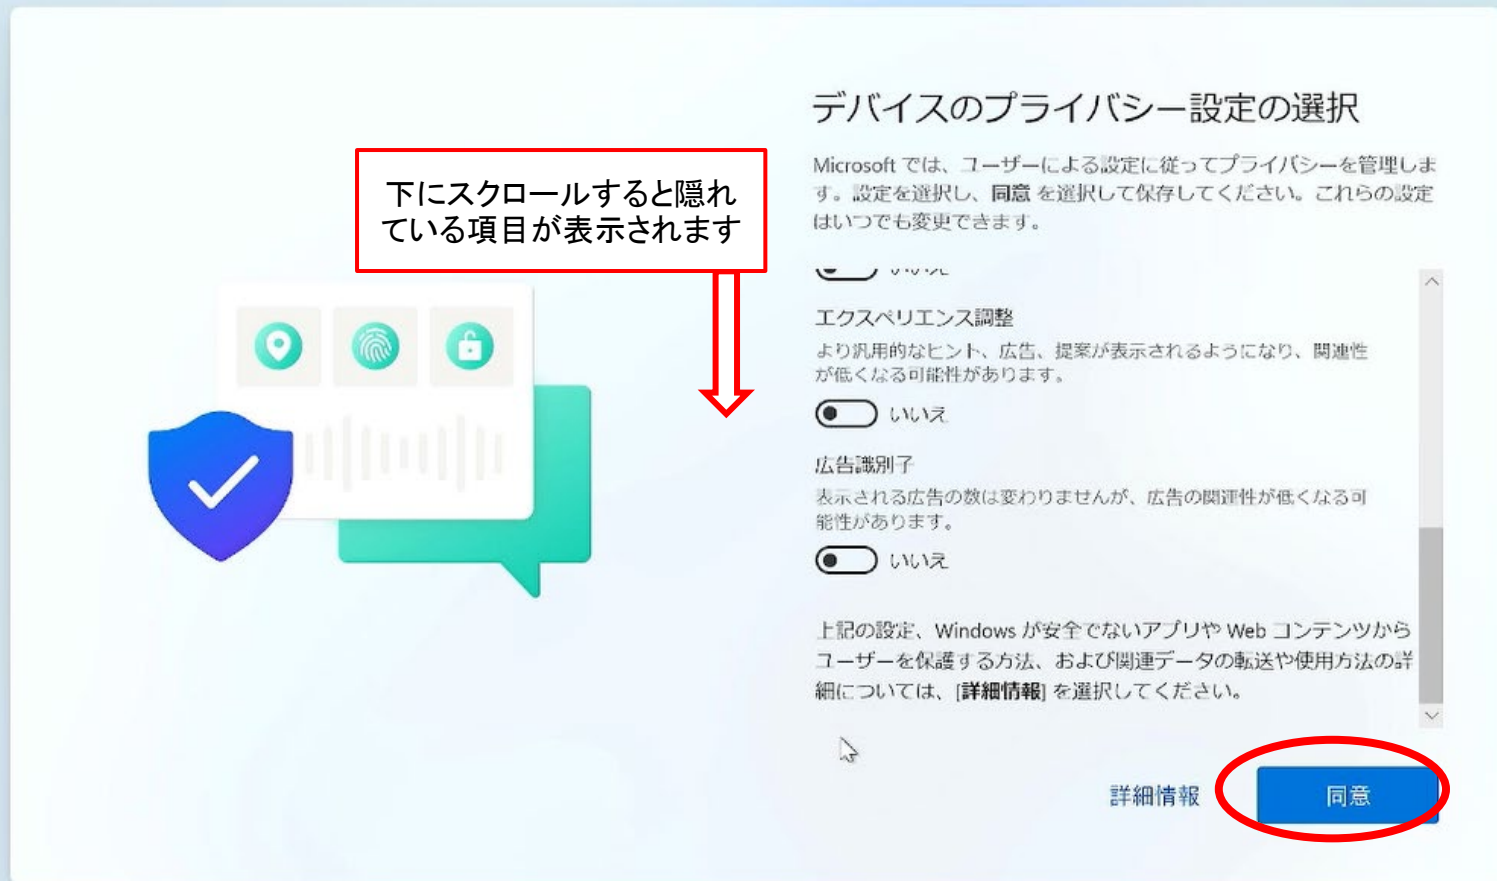 デバイスのプライバシー設定の選択
Microsoft では、ユーザーによる設定に従ってプライバシーを管理しま
す。設定を選択し、同意 を選択して保存してください。これらの設定
はいつでも変更できます。
下にスクロールすると隠れ
ている項目が表示されます
いいえ
エクスペリエンス調整
より汎用的なヒント、広告、提案が表示されるようになり、関連性
が低くなる可能性があります。
いいえ
広告識別子
表示される広告の数は変わりませんが、広告の関連性が低くなる可
能性があります。
いいえ
上記の設定、Windows が安全でないアプリや Web コンテンツから
ユーザーを保護する方法、および関連データの転送や使用方法の詳
細については、[詳細情報] を選択してください。
詳細情報
同意